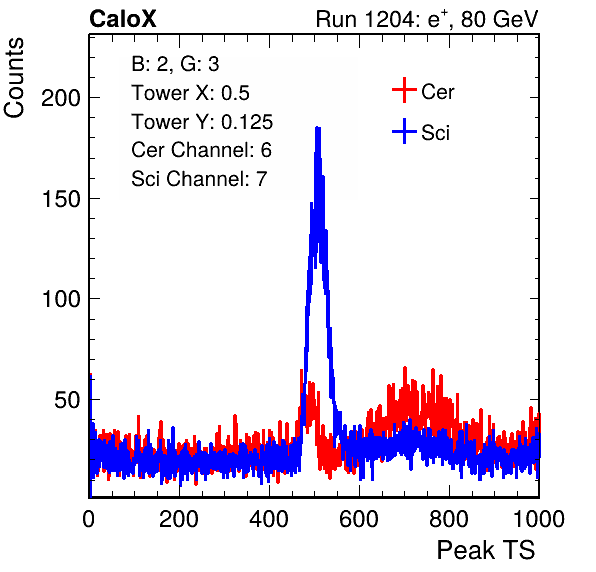 CaloX Run 1204: e⁺, 80 GeV
Counts
B: 2, G: 3
Tower X: 0.5
Tower Y: 0.125
Cer Channel: 6
Sci Channel: 7
Cer
Sci
200
150
100
50
0 200 400 600 800 1000
Peak TS